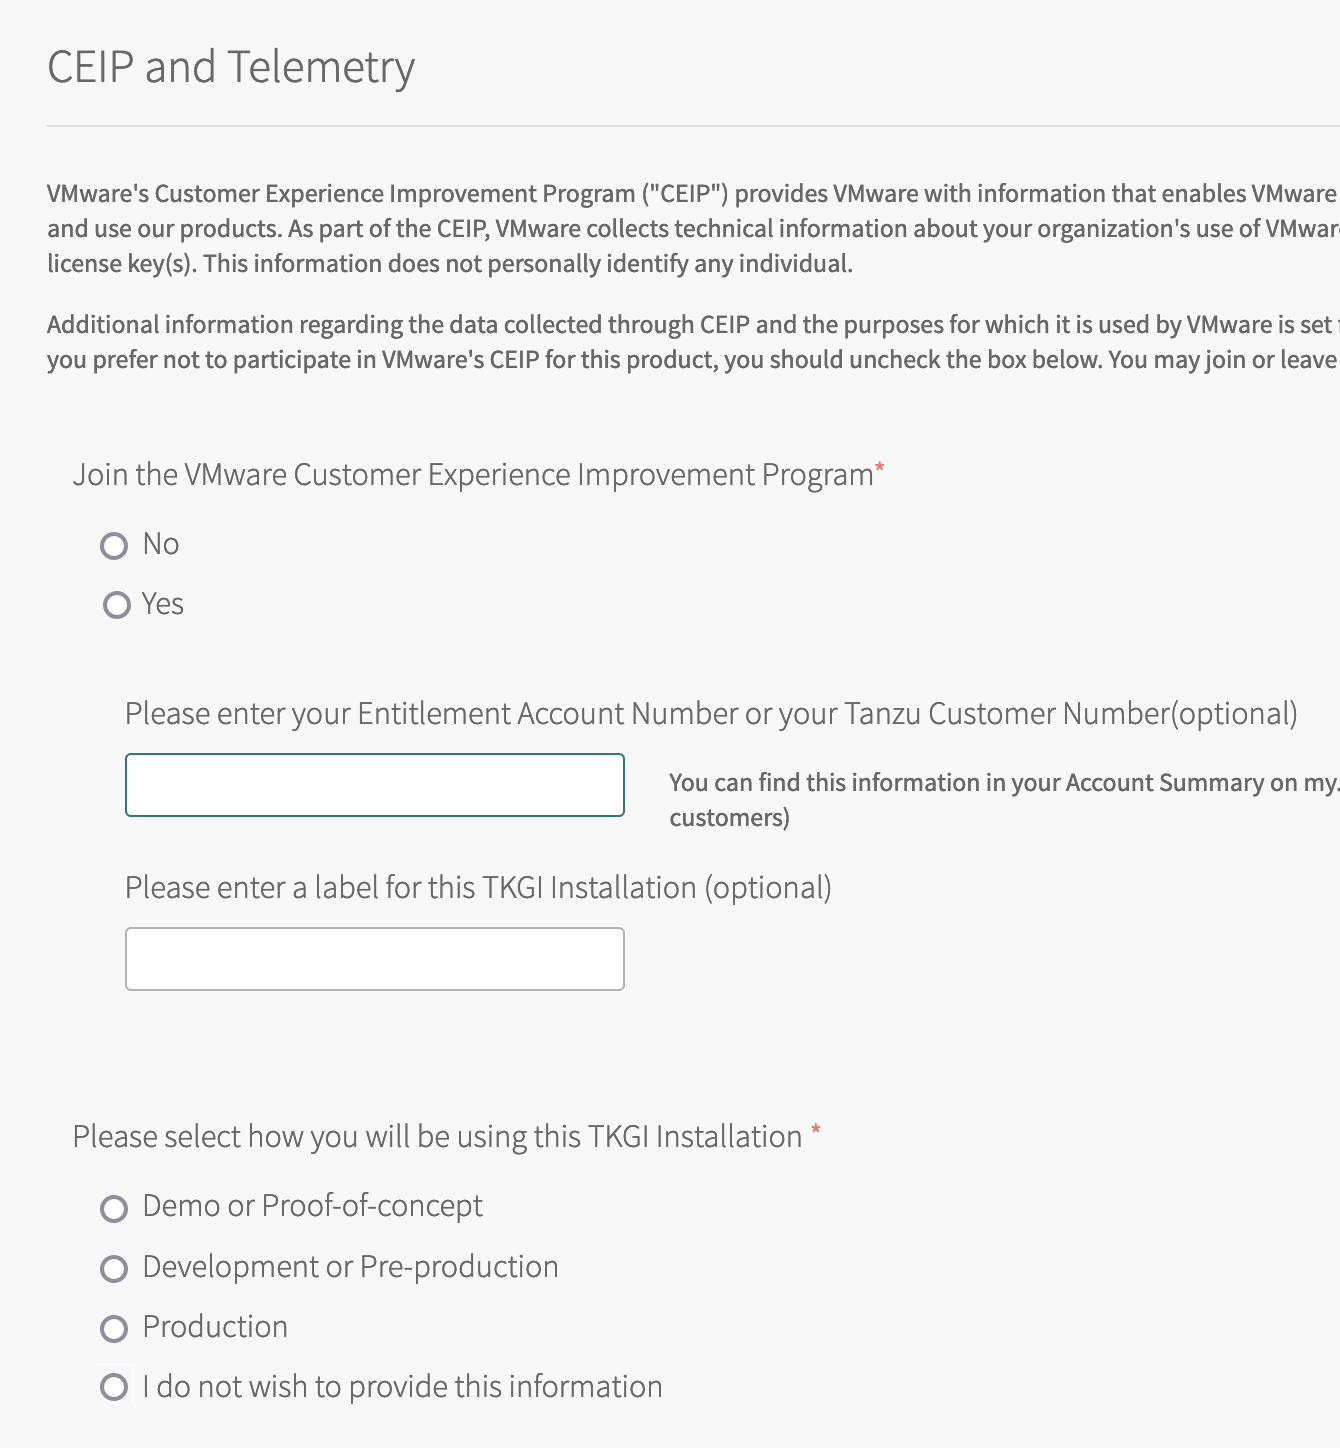 CEIP and Telemetry
VMware's Customer Experience Improvement Program ("CEIP") provides VMware with information that enables VMware
and use our products. As part of the CEIP, VMware collects technical information about your organization's use of
license key(s). This information does not personally identify any individual.
Additional information regarding the data collected through CEIP and the purposes for which it is used by VMware is set
you prefer not to participate in VMware's CEIP for this product, you should uncheck the box below. You may join or leave
Join the VMware Customer Experience Improvement Program*
No
Yes
Please enter your Entitlement Account Number or your Tanzu Customer Number(optional)
You can find this information in your Account Summary on my.
customers)
Please enter a label for this TKGI Installation (optional)
Please select how you will be using this TKGI Installation *
Demo or Proof-of-concept
Development or Pre-production
Production
I do not wish to provide this information